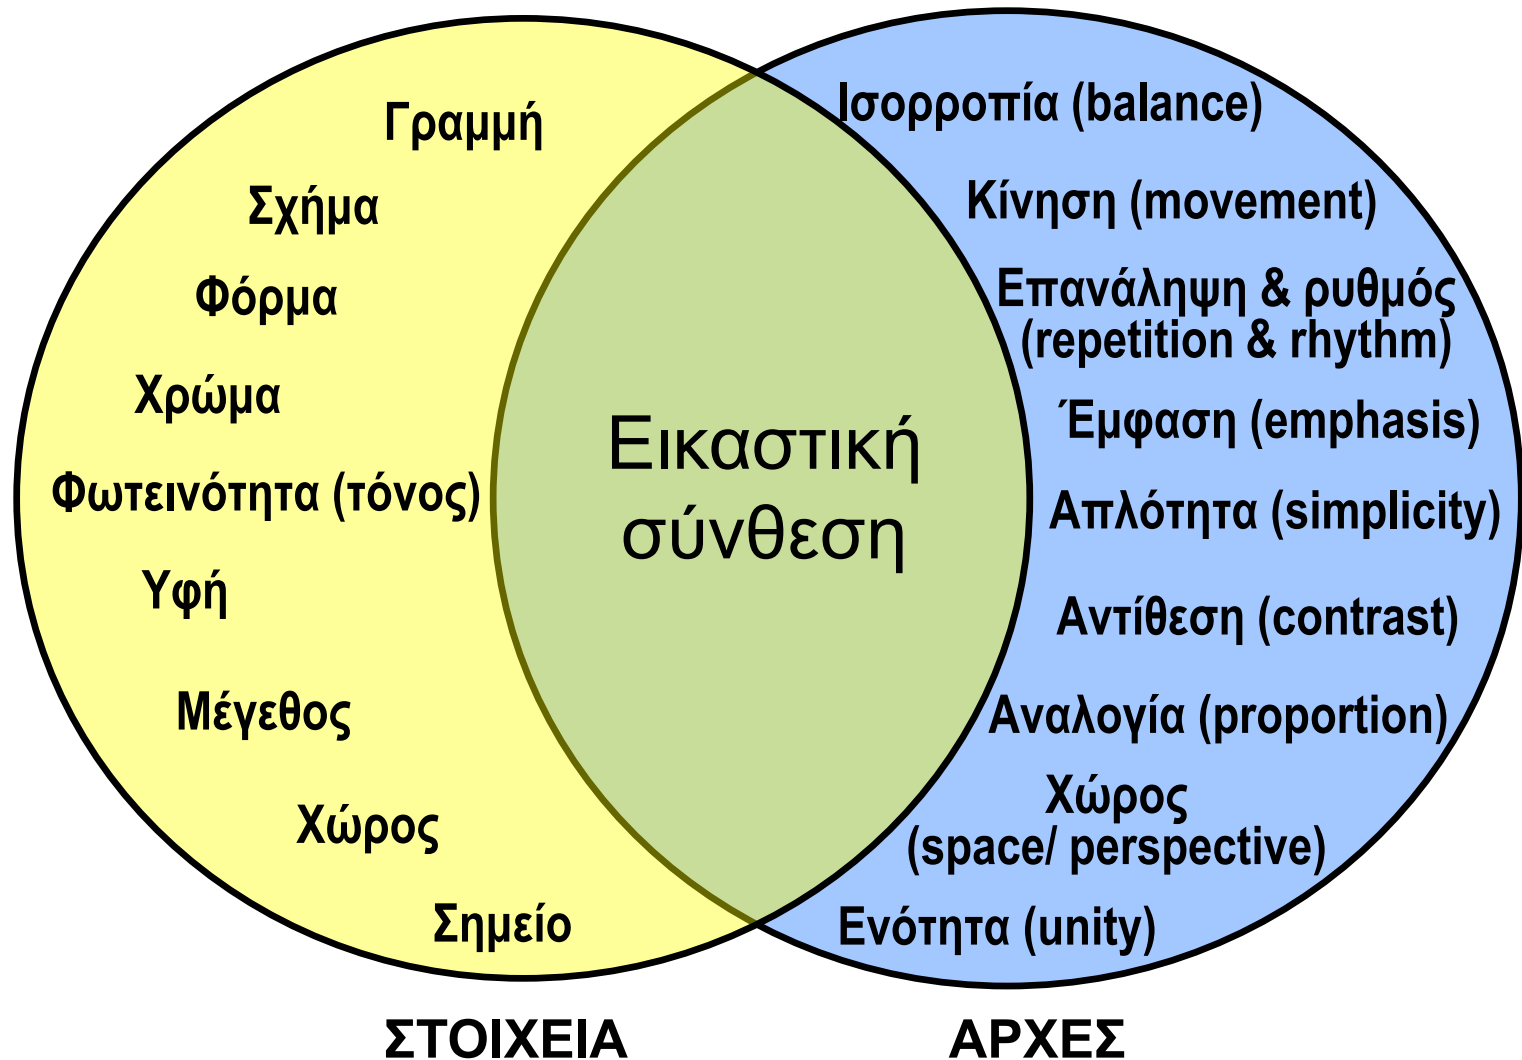 Γραμμή
Σχήμα
Φόρμα
Χρώμα
Φωτεινότητα (τόνος)
Υφή
Μέγεθος
Χώρος
Σημείο
Εικαστική
σύνθεση
Ισορροπία (balance)
Κίνηση (movement)
Επανάληψη & ρυθμός
(repetition & rhythm)
Έμφαση (emphasis)
Απλότητα (simplicity)
Αντίθεση (contrast)
Αναλογία (proportion)
Χώρος
(space/ perspective)
Ενότητα (unity)
ΣΤΟΙΧΕΙΑ
ΑΡΧΕΣ